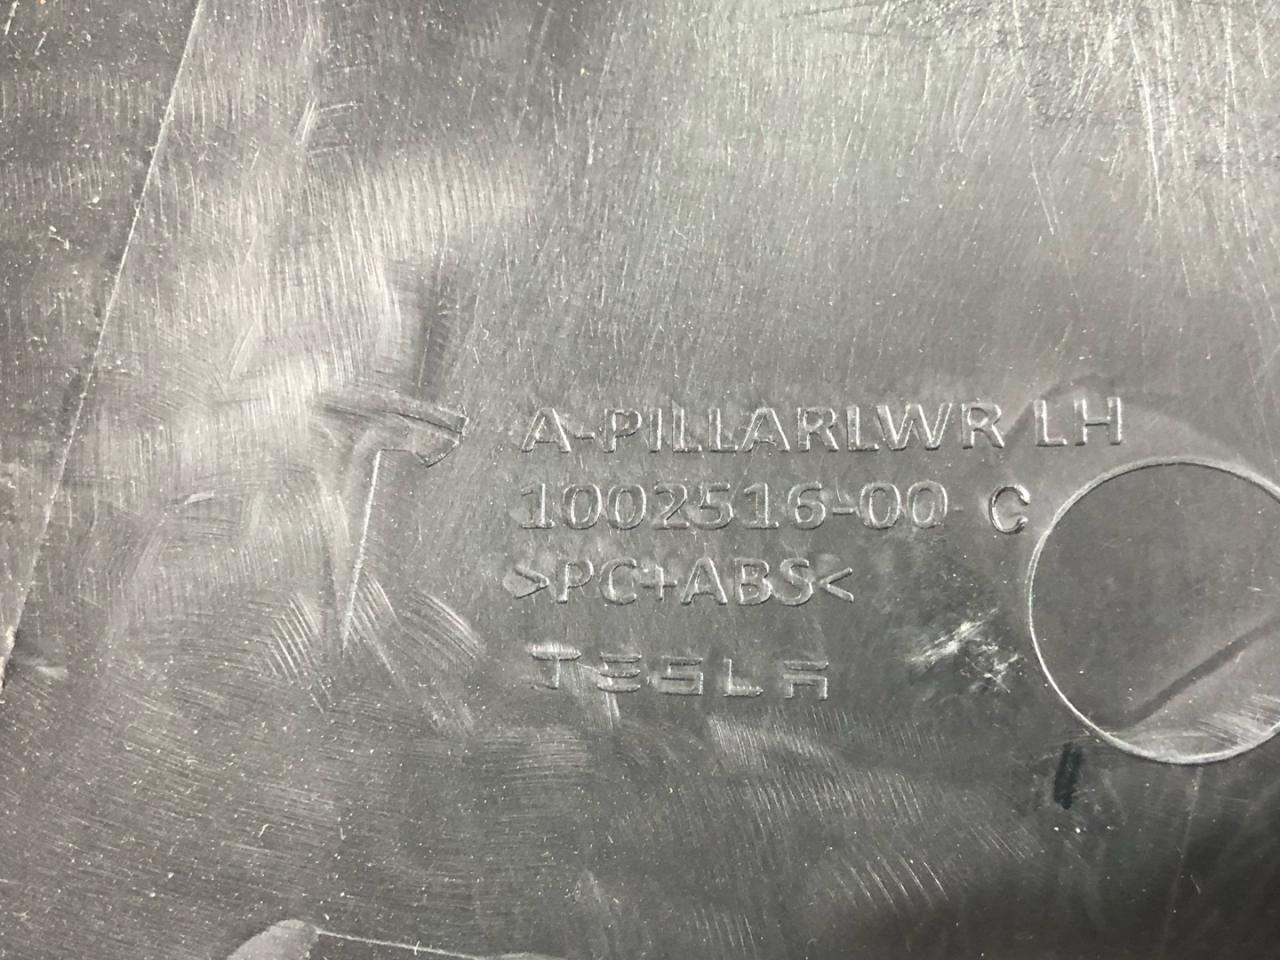 A-PILLARLWR LH
1002516-00 C
>PC+ABS<
TESLA